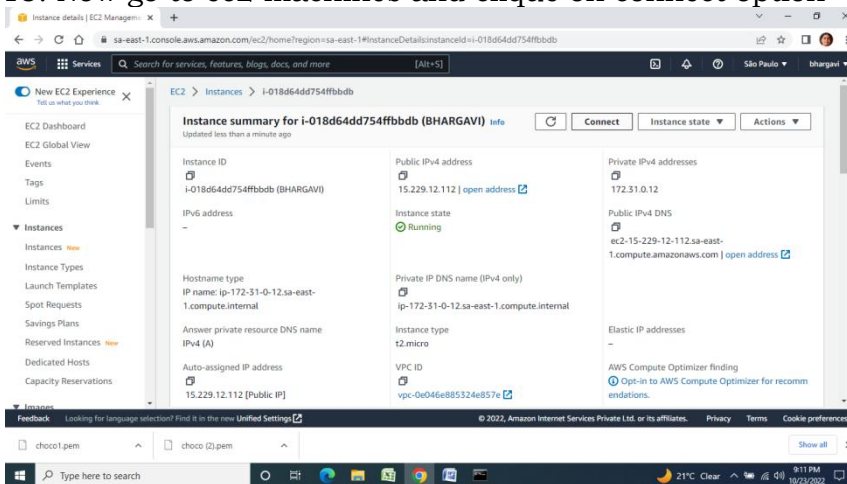 Now go to ec2 machines and clique on connect option
Instance details | EC2 Managem
sa-east-1.console.aws.amazon.com/ec2/home?region=sa-east-1#InstanceDetails:instanceId=i-018d64dd754ffbbdb
aws Services Search for services, features, blogs, docs, and more [Alt+S] São Paulo ▼ bhargavi ▼
New EC2 Experience
Tell us what you think
EC2 Dashboard
EC2 Global View
Events
Tags
Limits
▼ Instances
Instances New
Instance Types
Launch Templates
Spot Requests
Savings Plans
Reserved Instances New
Dedicated Hosts
Capacity Reservations
▼ Images
EC2 > Instances > i-018d64dd754ffbbdb
Instance summary for i-018d64dd754ffbbdb (BHARGAVI) Info
Updated less than a minute ago
Connect Instance state ▼ Actions ▼
Instance ID
i-018d64dd754ffbbdb (BHARGAVI)
Public IPv4 address
15.229.12.112 | open address
Private IPv4 addresses
172.31.0.12
IPv6 address
–
Instance state
Running
Public IPv4 DNS
ec2-15-229-12-112.sa-east-
1.compute.amazonaws.com | open address
Hostname type
IP name: ip-172-31-0-12.sa-east-
1.compute.internal
Private IP DNS name (IPv4 only)
ip-172-31-0-12.sa-east-1.compute.internal
Answer private resource DNS name
IPv4 (A)
Instance type
t2.micro
Elastic IP addresses
–
Auto-assigned IP address
15.229.12.112 [Public IP]
VPC ID
vpc-0e046e885324e857e
AWS Compute Optimizer finding
Opt-in to AWS Compute Optimizer for recomm
endations.
Feedback Looking for language selection? Find it in the new Unified Settings © 2022, Amazon Internet Services Private Ltd. or its affiliates. Privacy Terms Cookie preferences
choco1.pem choco (2).pem Show all
Type here to search 21°C Clear 9:11 PM
10/23/2022